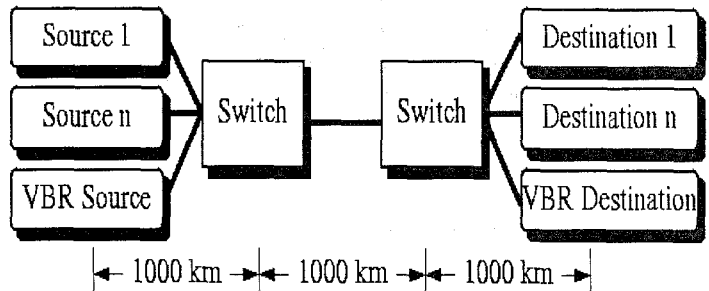 Source 1
Source n
VBR Source
Switch
Switch
Destination 1
Destination n
VBR Destination
1000 km
1000 km
1000 km